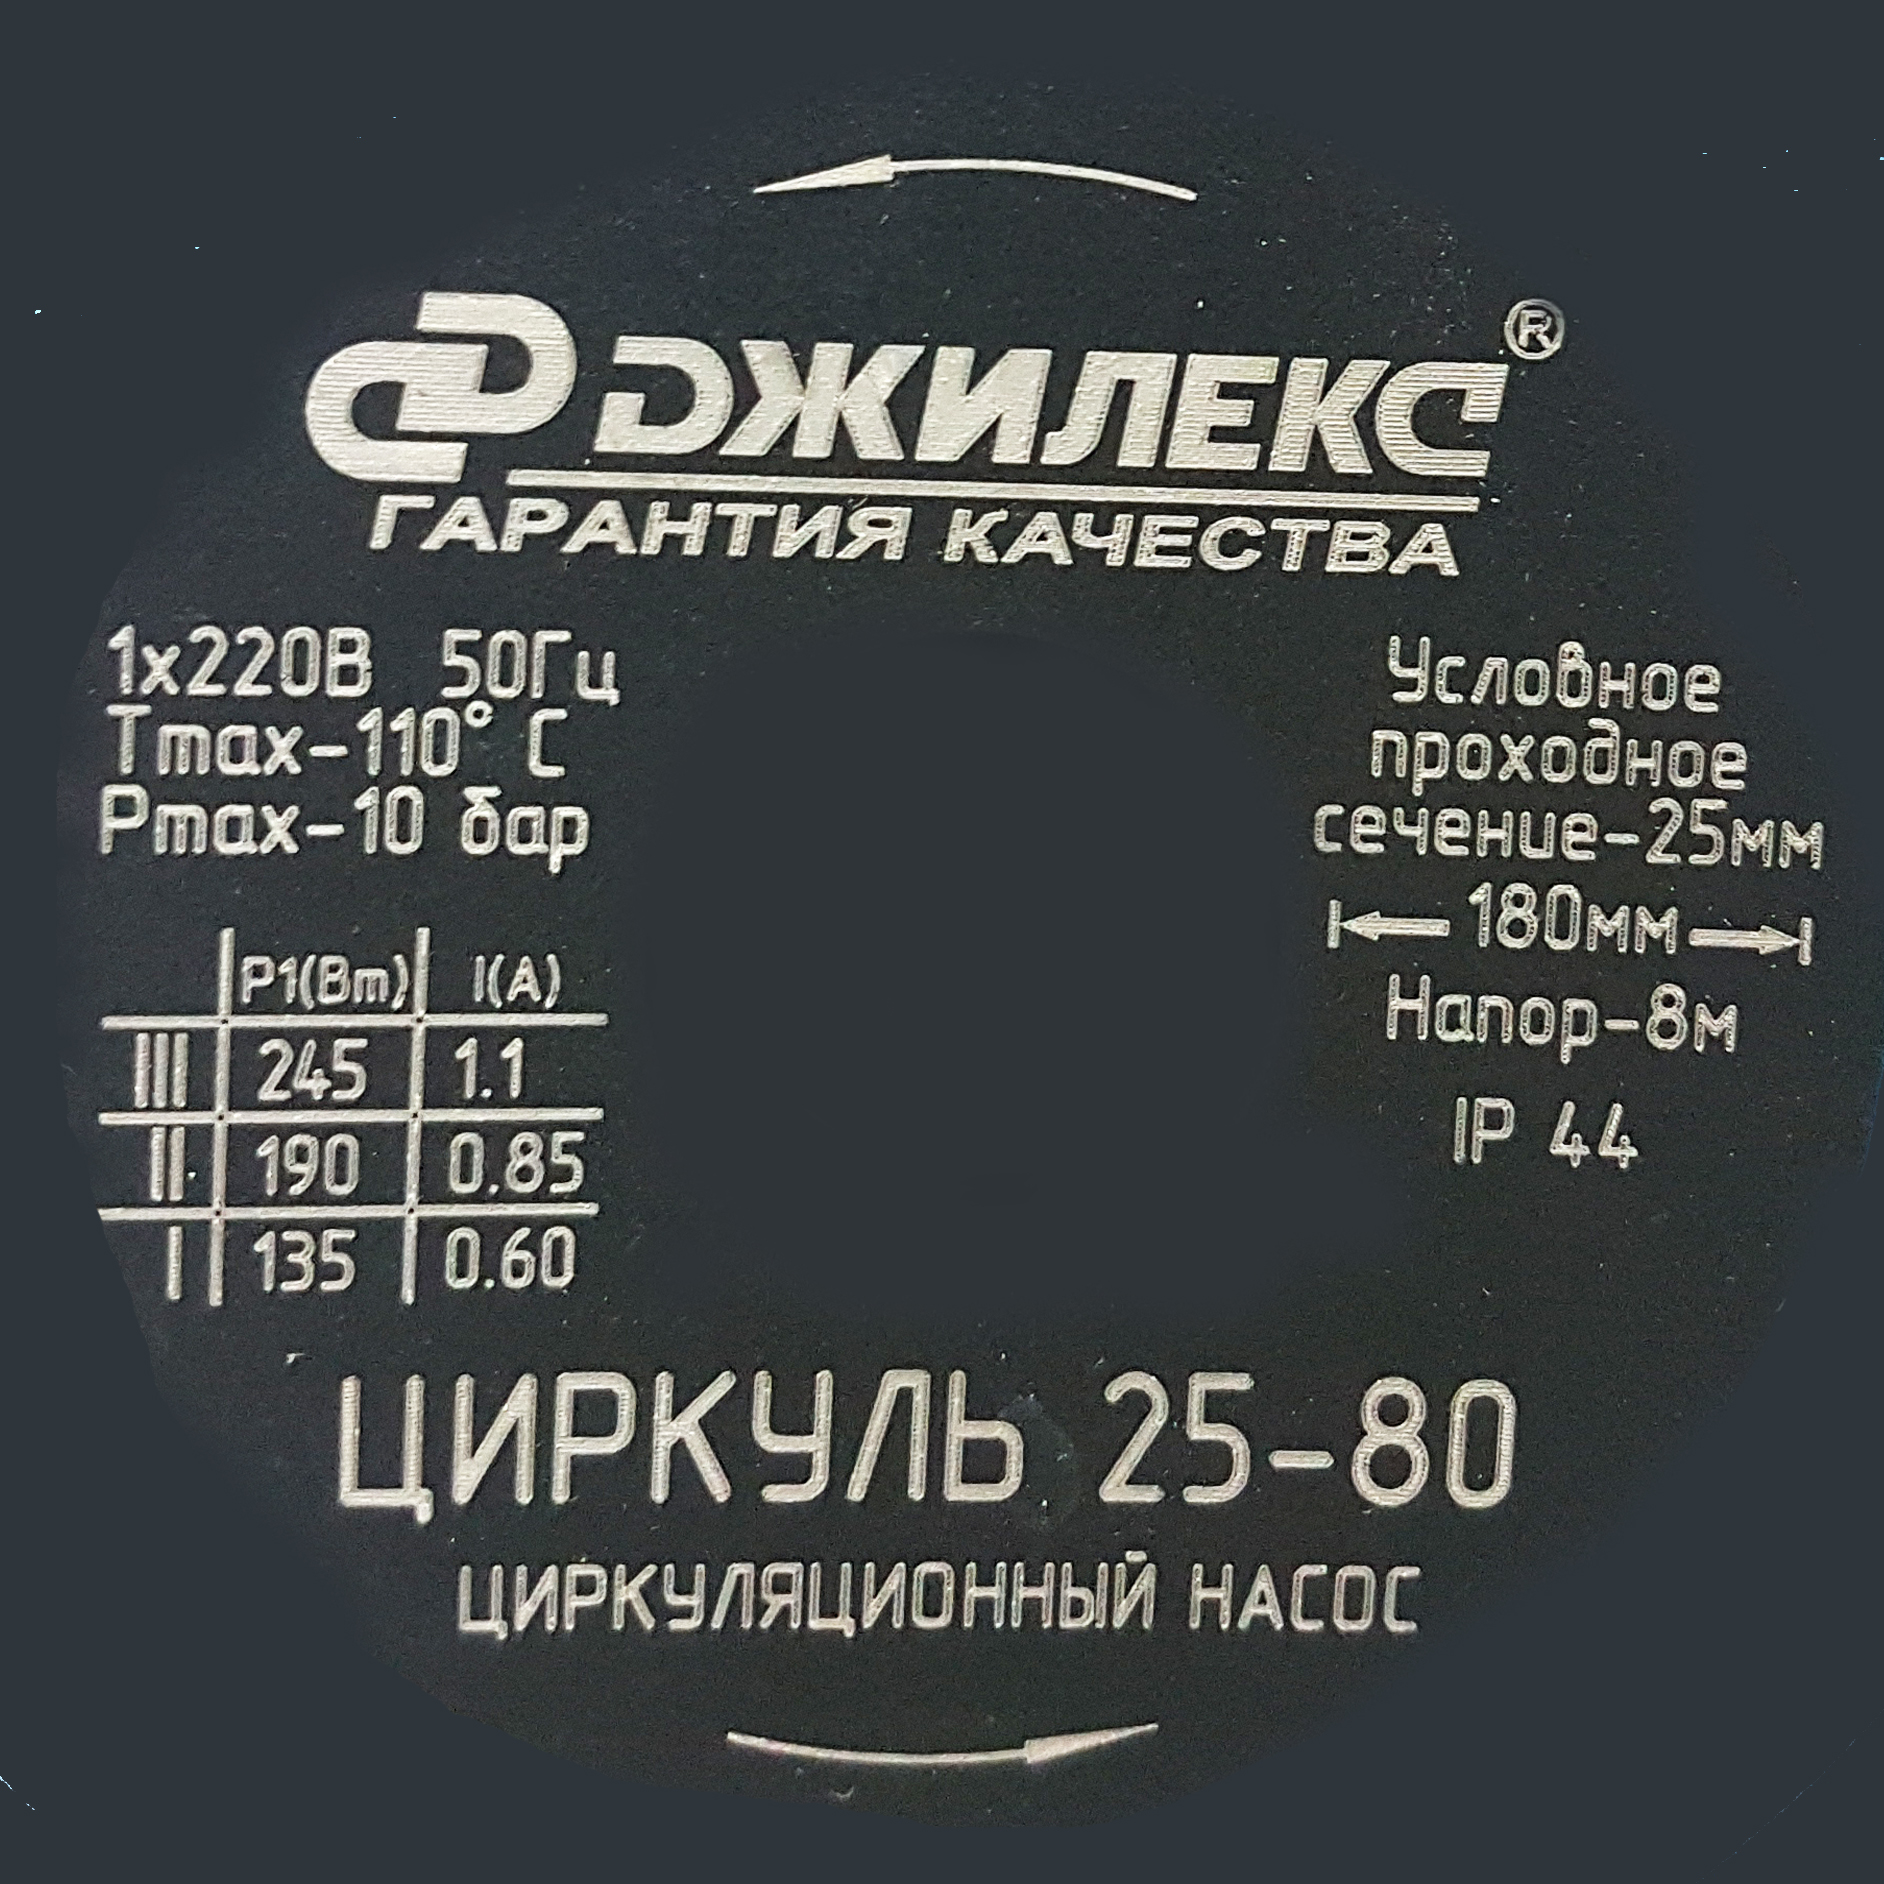 ДЖИЛЕКС®
ГАРАНТИЯ КАЧЕСТВА
1x220В 50Гц
Tmax-110° C
Pmax-10 бар
P1(Вт) I(A)
III 245 1.1
II 190 0.85
I 135 0.60
Условное
проходное
сечение-25мм
180мм
Напор-8м
IP 44
ЦИРКУЛЬ 25-80
ЦИРКУЛЯЦИОННЫЙ НАСОС